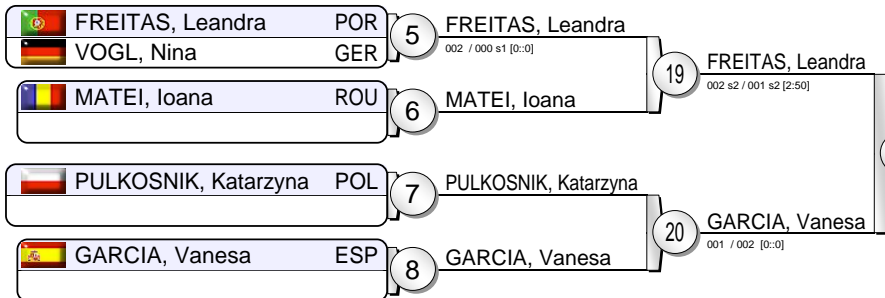 FREITAS, Leandra POR
VOGL, Nina GER
5
FREITAS, Leandra
002 / 000 s1 [0::0]
MATEI, Ioana ROU
6
MATEI, Ioana
19
FREITAS, Leandra
002 s2 / 001 s2 [2:50]
PULKOSNIK, Katarzyna POL
7
PULKOSNIK, Katarzyna
GARCIA, Vanesa ESP
8
GARCIA, Vanesa
20
GARCIA, Vanesa
001 / 002 [0::0]